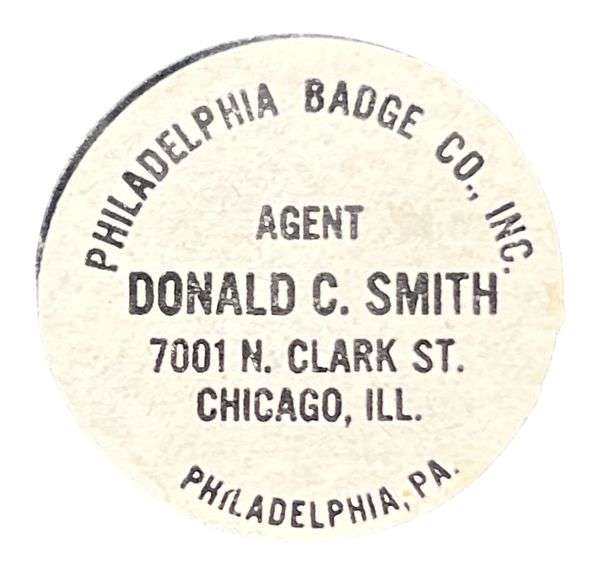 PHILADELPHIA BADGE CO., INC.
AGENT
DONALD C. SMITH
7001 N. CLARK ST.
CHICAGO, ILL.
PHILADELPHIA, PA.